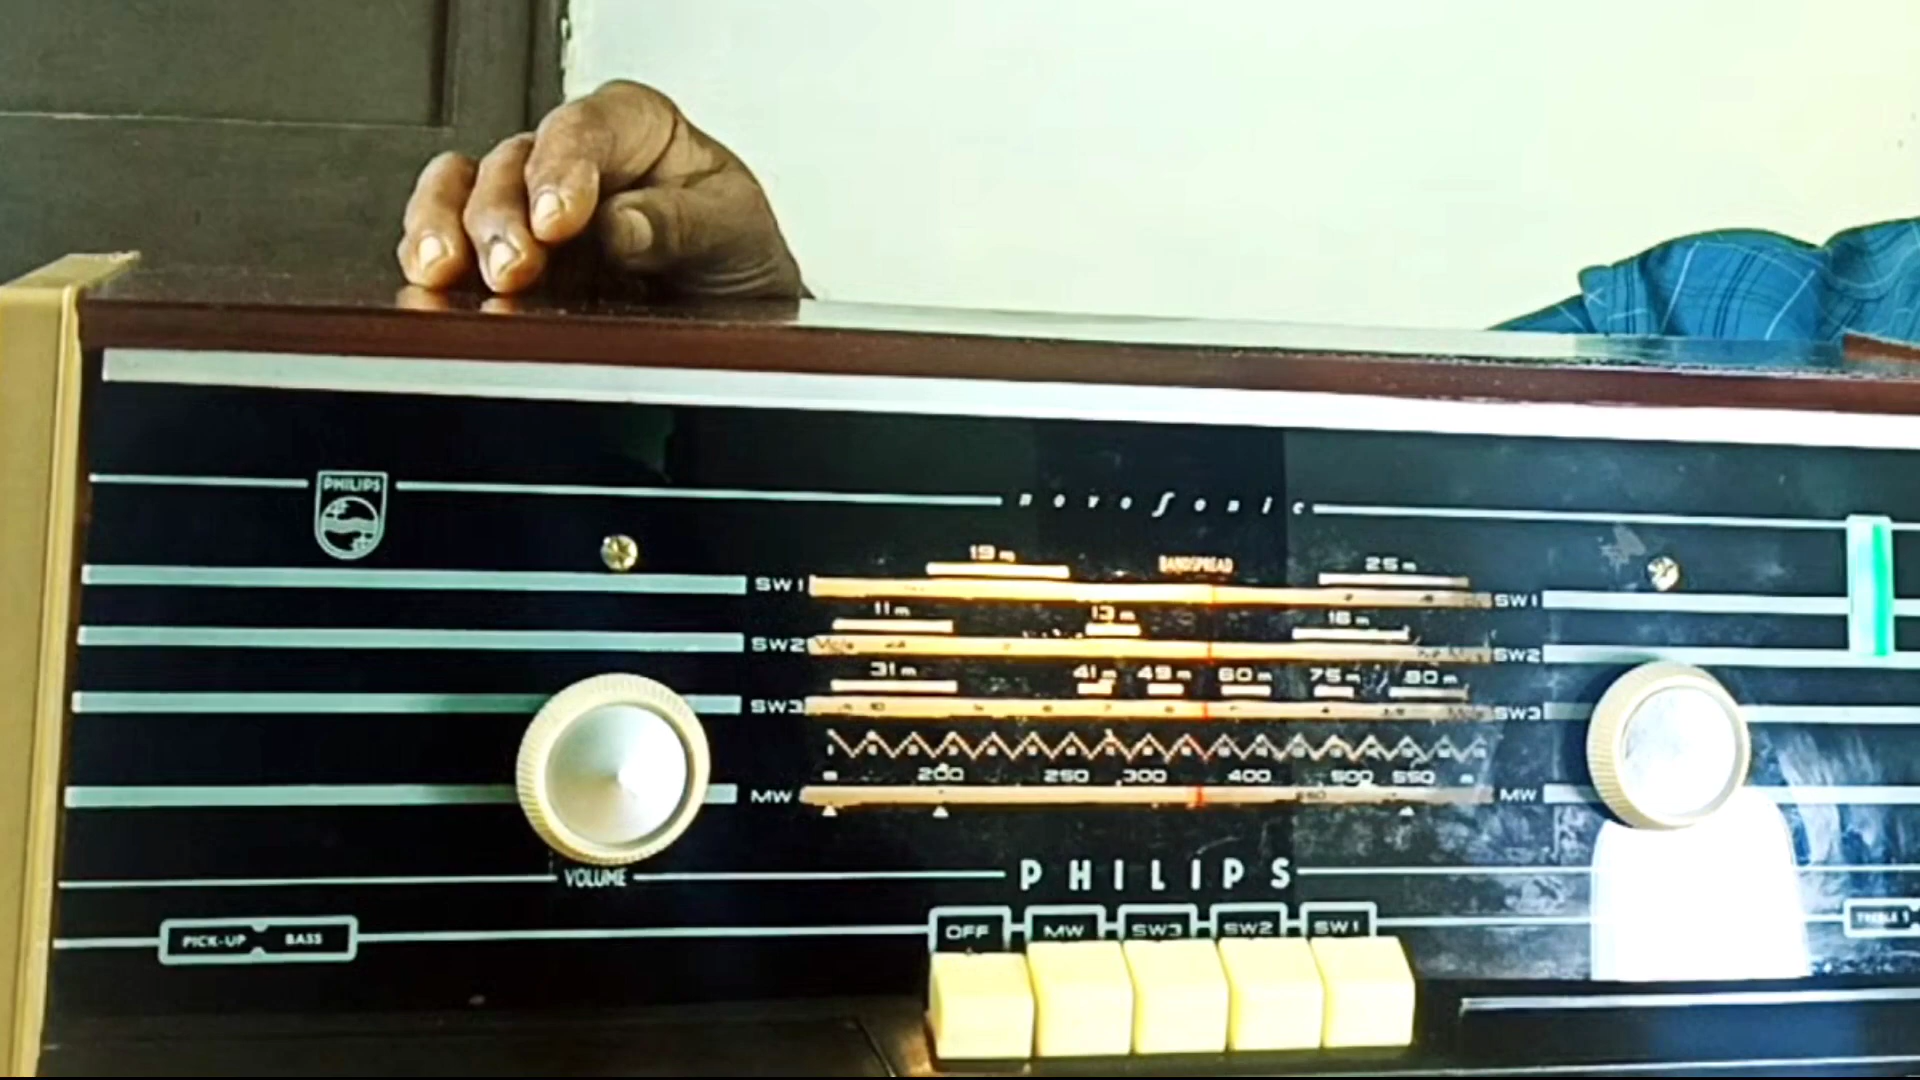 PHILIPS
novosonic
19 m BANDSPREAD 25 m
SW1 SW1
11 m 13 m 16 m
SW2 SW2
31 m 41 m 49 m 60 m 75 m 90 m
SW3 SW3
m 200 250 300 400 500 550 m
MW MW
VOLUME PHILIPS
PICK-UP BASS OFF MW SW3 SW2 SW1